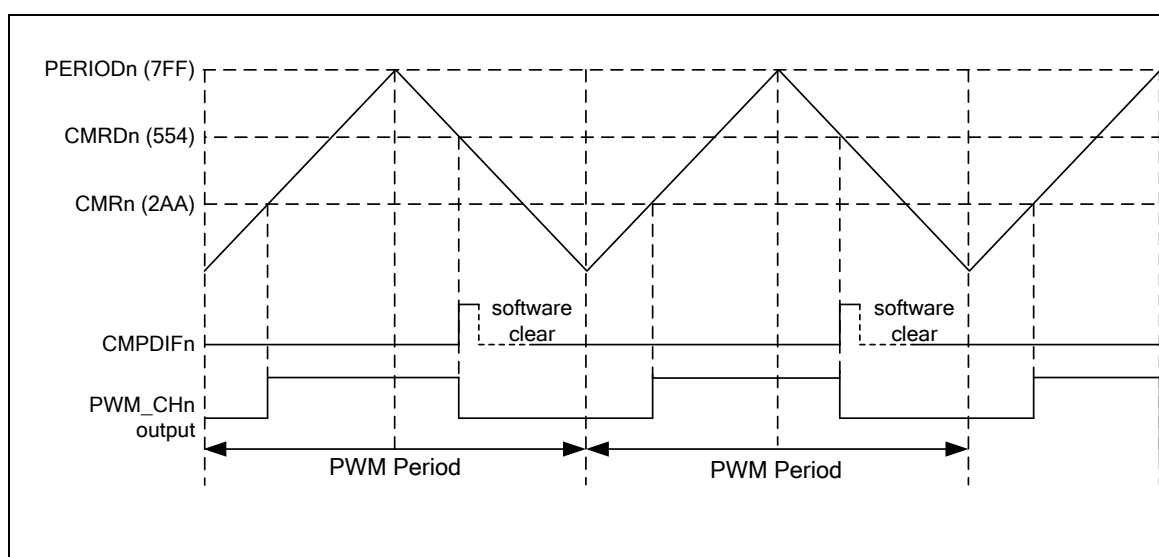 PERIODn (7FF)
CMRDn (554)
CMRn (2AA)
software
clear
software
clear
CMPDIFn
PWM_CHn
output
PWM Period
PWM Period